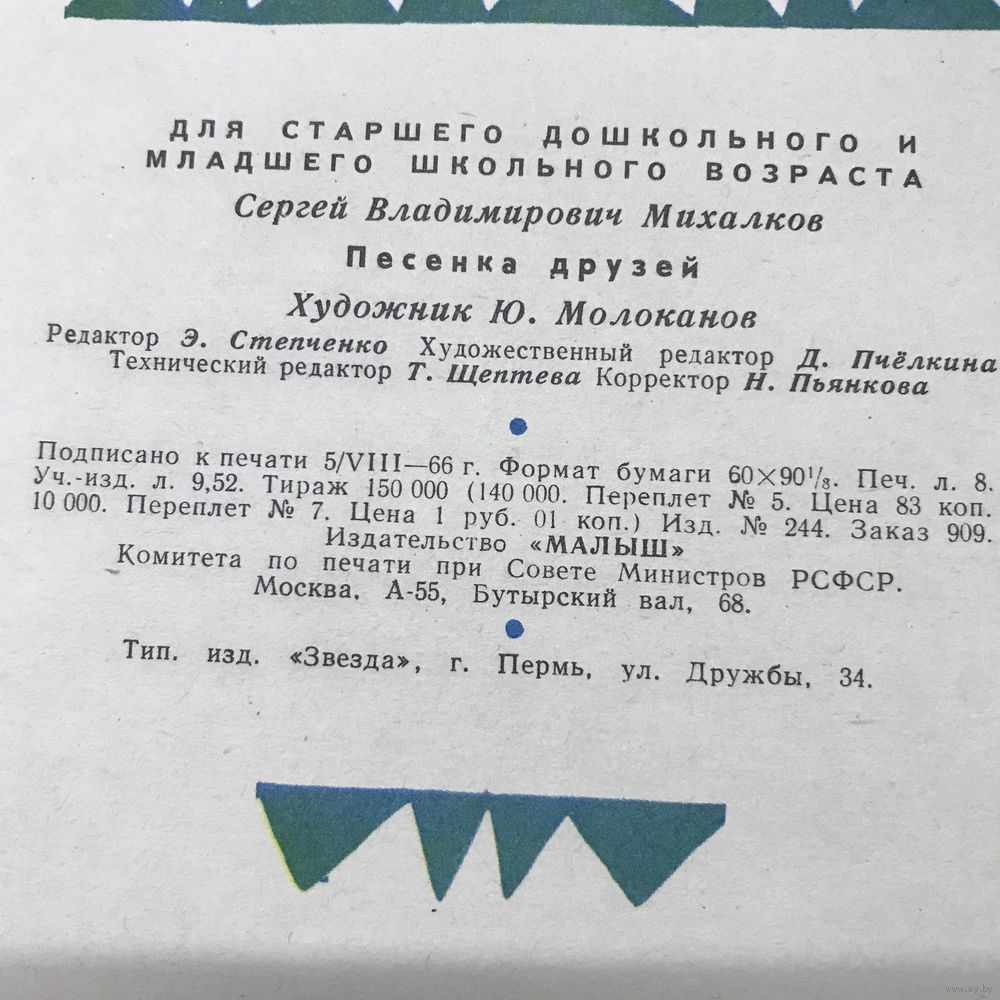 ДЛЯ СТАРШЕГО ДОШКОЛЬНОГО И
МЛАДШЕГО ШКОЛЬНОГО ВОЗРАСТА
Сергей Владимирович Михалков
Песенка друзей
Художник Ю. Молоканов
Редактор Э. Степченко Художественный редактор Д. Пчёлкина
Технический редактор Т. Щептева Корректор Н. Пьянкова
Подписано к печати 5/VIII—66 г. Формат бумаги 60×90¹/₈. Печ. л. 8.
Уч.-изд. л. 9,52. Тираж 150 000 (140 000. Переплет № 5. Цена 83 коп.
10 000. Переплет № 7. Цена 1 руб. 01 коп.) Изд. № 244. Заказ 909.
Издательство «МАЛЫШ»
Комитета по печати при Совете Министров РСФСР.
Москва. А-55, Бутырский вал, 68.
Тип. изд. «Звезда», г. Пермь, ул. Дружбы, 34.
www.ay.by